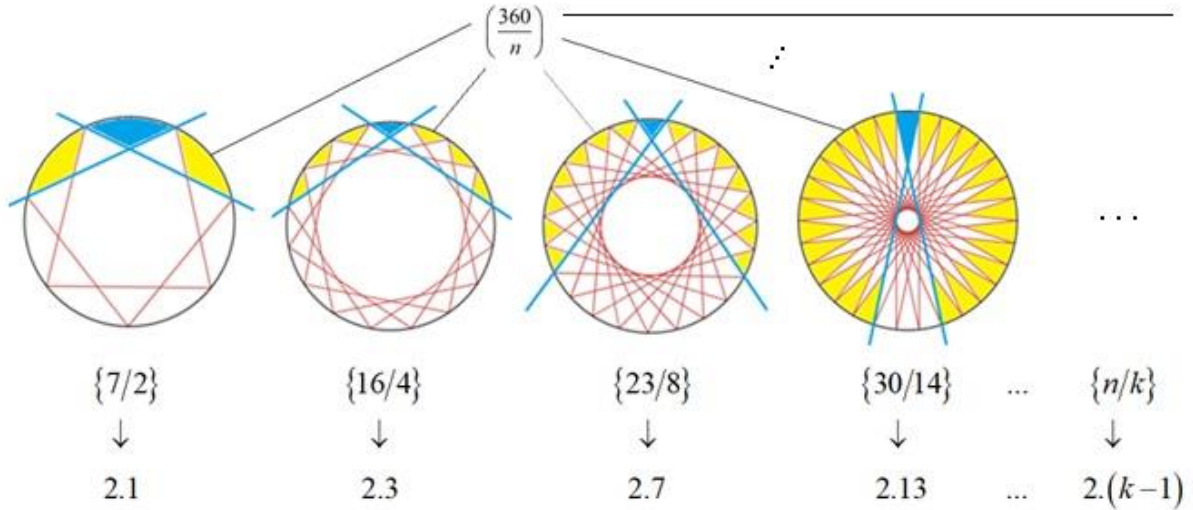 (360/n)
⋰
...
{7/2} {16/4} {23/8} {30/14} ... {n/k}
↓ ↓ ↓ ↓ ↓
2.1 2.3 2.7 2.13 ... 2.(k−1)